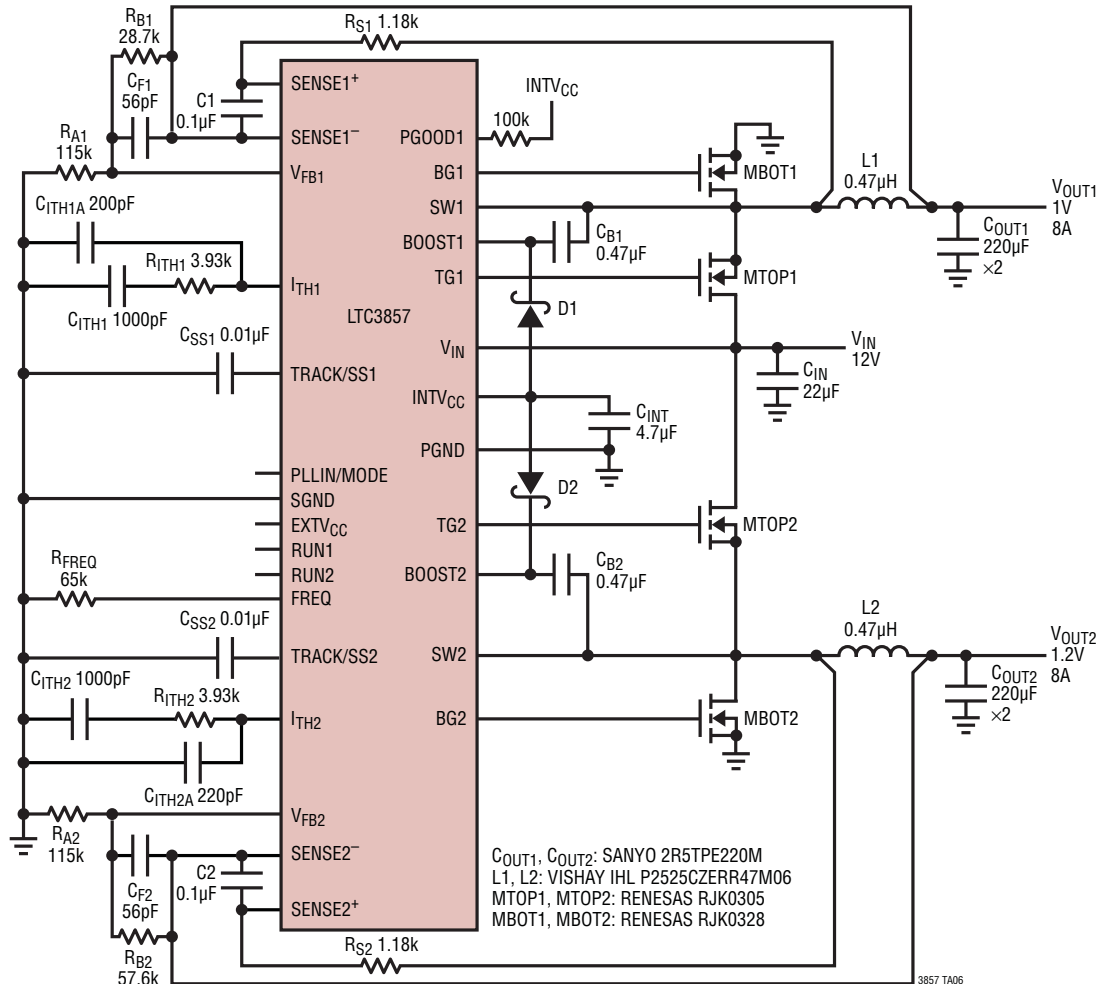 RB1
28.7k
CF1
56pF
RA1
115k
C1
0.1µF
RS1 1.18k
CITH1A 200pF
RITH1 3.93k
CITH1 1000pF
CSS1 0.01µF
RFREQ
65k
CSS2 0.01µF
CITH2 1000pF
RITH2 3.93k
CITH2A 220pF
RA2
115k
CF2
56pF
RB2
57.6k
C2
0.1µF
RS2 1.18k
SENSE1+
SENSE1–
VFB1
ITH1
LTC3857
TRACK/SS1
PLLIN/MODE
SGND
EXTVCC
RUN1
RUN2
FREQ
TRACK/SS2
ITH2
VFB2
SENSE2–
SENSE2+
PGOOD1
BG1
SW1
BOOST1
TG1
VIN
INTVCC
PGND
TG2
BOOST2
SW2
BG2
INTVCC
100k
MBOT1
L1
0.47µH
VOUT1
1V
8A
COUT1
220µF
×2
CB1
0.47µF
MTOP1
D1
VIN
12V
CIN
22µF
CINT
4.7µF
D2
MTOP2
CB2
0.47µF
L2
0.47µH
VOUT2
1.2V
8A
COUT2
220µF
×2
MBOT2
COUT1, COUT2: SANYO 2R5TPE220M
L1, L2: VISHAY IHL P2525CZERR47M06
MTOP1, MTOP2: RENESAS RJK0305
MBOT1, MBOT2: RENESAS RJK0328
3857 TA06